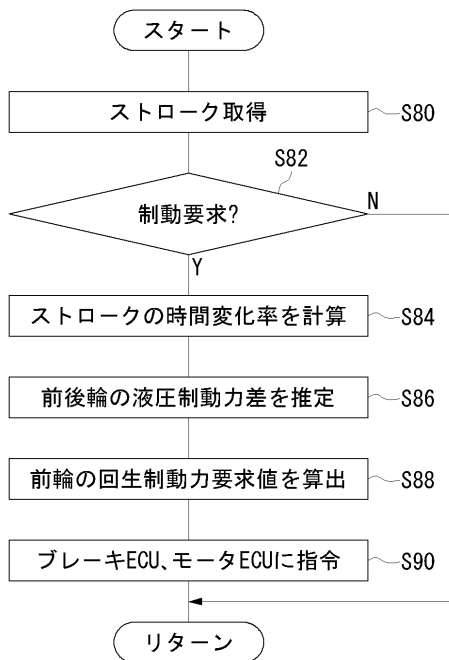 スタート
ストローク取得
S80
S82
制動要求?
N
Y
ストロークの時間変化率を計算
S84
前後輪の液圧制動力差を推定
S86
前輪の回生制動力要求値を算出
S88
ブレーキECU、モータECUに指令
S90
リターン